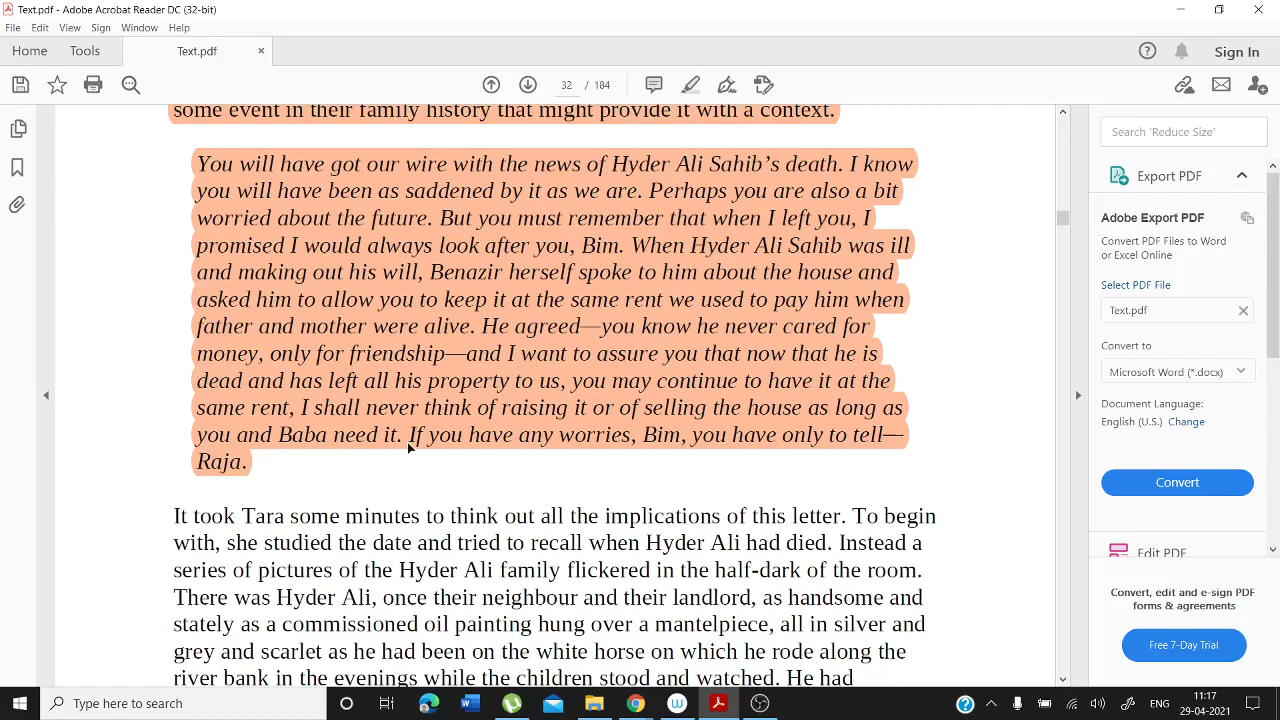 Text.pdf - Adobe Acrobat Reader DC (32-bit)
File Edit View Sign Window Help
Home Tools Text.pdf × Sign In
32 / 184
some event in their family history that might provide it with a context.
You will have got our wire with the news of Hyder Ali Sahib’s death. I know
you will have been as saddened by it as we are. Perhaps you are also a bit
worried about the future. But you must remember that when I left you, I
promised I would always look after you, Bim. When Hyder Ali Sahib was ill
and making out his will, Benazir herself spoke to him about the house and
asked him to allow you to keep it at the same rent we used to pay him when
father and mother were alive. He agreed—you know he never cared for
money, only for friendship—and I want to assure you that now that he is
dead and has left all his property to us, you may continue to have it at the
same rent, I shall never think of raising it or of selling the house as long as
you and Baba need it. If you have any worries, Bim, you have only to tell—
Raja.
It took Tara some minutes to think out all the implications of this letter. To begin
with, she studied the date and tried to recall when Hyder Ali had died. Instead a
series of pictures of the Hyder Ali family flickered in the half-dark of the room.
There was Hyder Ali, once their neighbour and their landlord, as handsome and
stately as a commissioned oil painting hung over a mantelpiece, all in silver and
grey and scarlet as he had been on the white horse on which he rode along the
river bank in the evenings while the children stood and watched. He had
Search 'Reduce Size'
Export PDF
Adobe Export PDF
Convert PDF Files to Word
or Excel Online
Select PDF File
Text.pdf
Convert to
Microsoft Word (*.docx)
Document Language:
English (U.S.) Change
Convert
Edit PDF
Convert, edit and e-sign PDF
forms & agreements
Free 7-Day Trial
Type here to search
ENG
11:17
29-04-2021